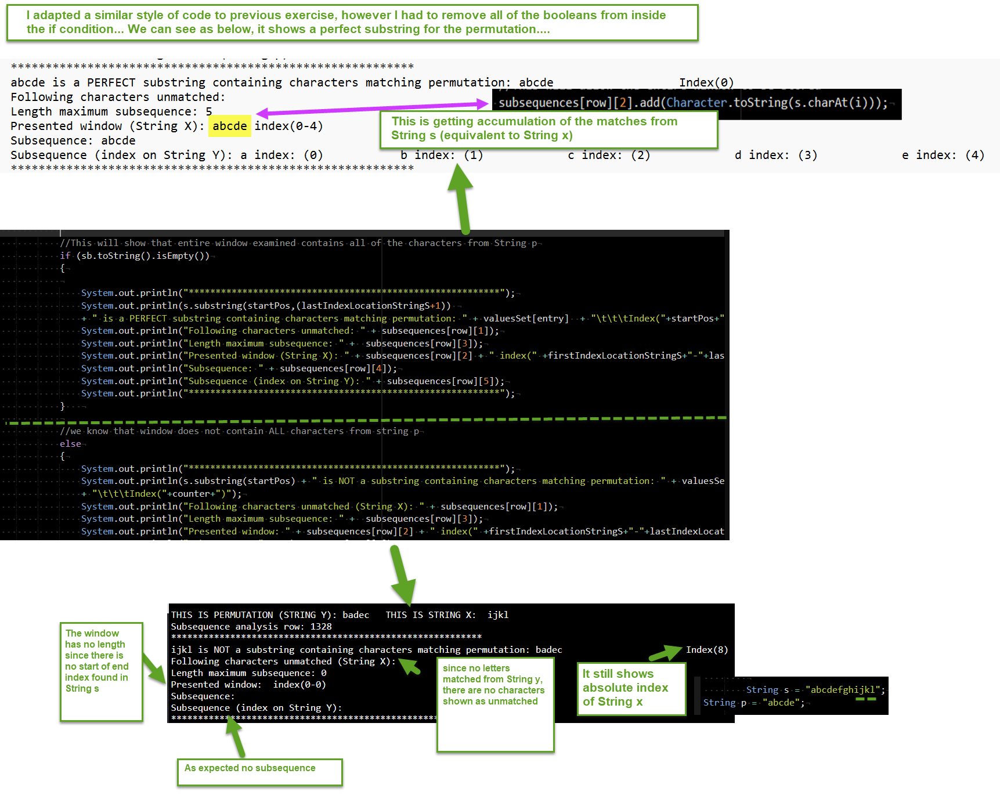 I adapted a similar style of code to previous exercise, however I had to remove all of the booleans from inside
the if condition... We can see as below, it shows a perfect substring for the permutation....
**********************************************************
abcde is a PERFECT substring containing characters matching permutation: abcde Index(0)
Following characters unmatched:
subsequences[row][2].add(Character.toString(s.charAt(i)));
Length maximum subsequence: 5
Presented window (String X): abcde index(0-4)
This is getting accumulation of the matches from
String s (equivalent to String x)
Subsequence: abcde
Subsequence (index on String Y): a index: (0) b index: (1) c index: (2) d index: (3) e index: (4)
**********************************************************
//This will show that entire window examined contains all of the characters from String p
if (sb.toString().isEmpty())
{
System.out.println("**********************************************************");
System.out.println(s.substring(startPos,(lastIndexLocationStringS+1))
+ " is a PERFECT substring containing characters matching permutation: " + valuesSet[entry] + "\t\t\tIndex("+startPos+"
System.out.println("Following characters unmatched: " + subsequences[row][1]);
System.out.println("Length maximum subsequence: " + subsequences[row][3]);
System.out.println("Presented window (String X): " + subsequences[row][2] + " index(" +firstIndexLocationStringS+"-"+las
System.out.println("Subsequence: " + subsequences[row][4]);
System.out.println("Subsequence (index on String Y): " + subsequences[row][5]);
System.out.println("**********************************************************");
}
//we know that window does not contain ALL characters from string p
else
{
System.out.println("**********************************************************");
System.out.println(s.substring(startPos) + " is NOT a substring containing characters matching permutation: " + valuesSe
+ "\t\t\tIndex("+counter+")");
System.out.println("Following characters unmatched (String X): " + subsequences[row][1]);
System.out.println("Length maximum subsequence: " + subsequences[row][3]);
System.out.println("Presented window: " + subsequences[row][2] + " index(" +firstIndexLocationStringS+"-"+lastIndexLocat
THIS IS PERMUTATION (STRING Y): badec THIS IS STRING X: ijkl
Subsequence analysis row: 1328
**********************************************************
ijkl is NOT a substring containing characters matching permutation: badec Index(8)
Following characters unmatched (String X):
Length maximum subsequence: 0
Presented window: index(0-0)
Subsequence:
Subsequence (index on String Y):
**************************************************
The window
has no length
since there is
no start of end
index found in
String s
since no letters
matched from String y,
there are no characters
shown as unmatched
It still shows
absolute index
of String x
String s = "abcdefghijkl";
String p = "abcde";
As expected no subsequence